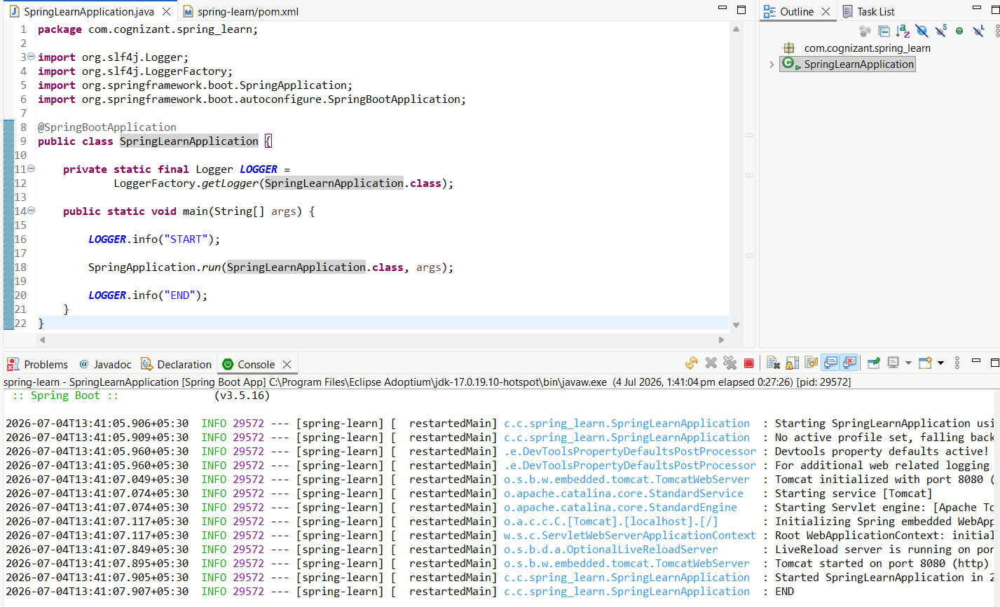 SpringLearnApplication.java
spring-learn/pom.xml
1 package com.cognizant.spring_learn;
2
3 import org.slf4j.Logger;
4 import org.slf4j.LoggerFactory;
5 import org.springframework.boot.SpringApplication;
6 import org.springframework.boot.autoconfigure.SpringBootApplication;
7
8 @SpringBootApplication
9 public class SpringLearnApplication {
10
11 private static final Logger LOGGER =
12 LoggerFactory.getLogger(SpringLearnApplication.class);
13
14 public static void main(String[] args) {
15
16 LOGGER.info("START");
17
18 SpringApplication.run(SpringLearnApplication.class, args);
19
20 LOGGER.info("END");
21 }
22 }
Outline
Task List
com.cognizant.spring_learn
SpringLearnApplication
Problems @ Javadoc Declaration Console
spring-learn - SpringLearnApplication [Spring Boot App] C:\Program Files\Eclipse Adoptium\jdk-17.0.19.10-hotspot\bin\javaw.exe (4 Jul 2026, 1:41:04 pm elapsed 0:27:26) [pid: 29572]
:: Spring Boot :: (v3.5.16)
2026-07-04T13:41:05.906+05:30 INFO 29572 --- [spring-learn] [ restartedMain] c.c.spring_learn.SpringLearnApplication : Starting SpringLearnApplication usi
2026-07-04T13:41:05.909+05:30 INFO 29572 --- [spring-learn] [ restartedMain] c.c.spring_learn.SpringLearnApplication : No active profile set, falling back
2026-07-04T13:41:05.960+05:30 INFO 29572 --- [spring-learn] [ restartedMain] .e.DevToolsPropertyDefaultsPostProcessor : Devtools property defaults active!
2026-07-04T13:41:05.960+05:30 INFO 29572 --- [spring-learn] [ restartedMain] .e.DevToolsPropertyDefaultsPostProcessor : For additional web related logging
2026-07-04T13:41:07.049+05:30 INFO 29572 --- [spring-learn] [ restartedMain] o.s.b.w.embedded.tomcat.TomcatWebServer : Tomcat initialized with port 8080 (
2026-07-04T13:41:07.074+05:30 INFO 29572 --- [spring-learn] [ restartedMain] o.apache.catalina.core.StandardService : Starting service [Tomcat]
2026-07-04T13:41:07.074+05:30 INFO 29572 --- [spring-learn] [ restartedMain] o.apache.catalina.core.StandardEngine : Starting Servlet engine: [Apache To
2026-07-04T13:41:07.117+05:30 INFO 29572 --- [spring-learn] [ restartedMain] o.a.c.c.C.[Tomcat].[localhost].[/] : Initializing Spring embedded WebApp
2026-07-04T13:41:07.117+05:30 INFO 29572 --- [spring-learn] [ restartedMain] w.s.c.ServletWebServerApplicationContext : Root WebApplicationContext: initial
2026-07-04T13:41:07.849+05:30 INFO 29572 --- [spring-learn] [ restartedMain] o.s.b.d.a.OptionalLiveReloadServer : LiveReload server is running on por
2026-07-04T13:41:07.895+05:30 INFO 29572 --- [spring-learn] [ restartedMain] o.s.b.w.embedded.tomcat.TomcatWebServer : Tomcat started on port 8080 (http)
2026-07-04T13:41:07.905+05:30 INFO 29572 --- [spring-learn] [ restartedMain] c.c.spring_learn.SpringLearnApplication : Started SpringLearnApplication in 2
2026-07-04T13:41:07.907+05:30 INFO 29572 --- [spring-learn] [ restartedMain] c.c.spring_learn.SpringLearnApplication : END